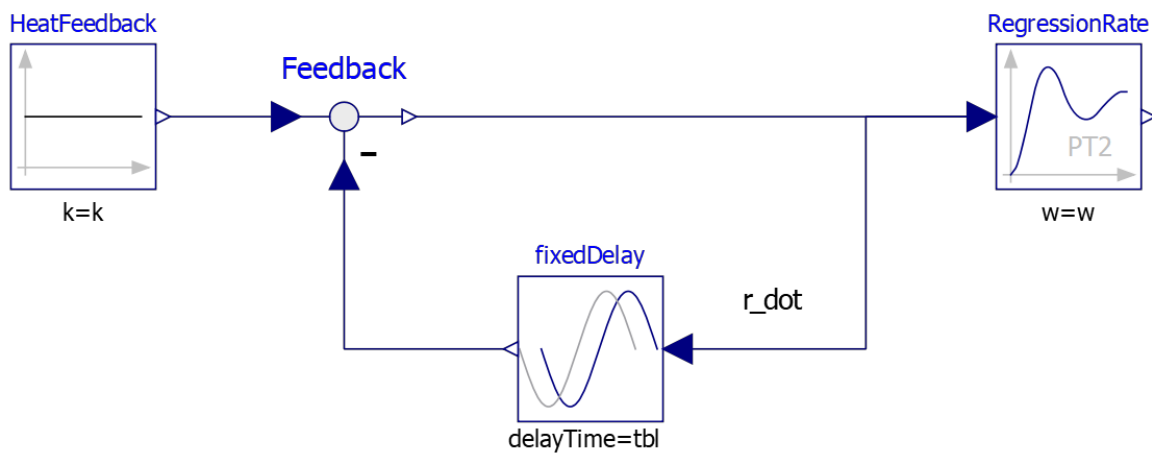 HeatFeedback
RegressionRate
Feedback
PT2
-
k=k
w=w
fixedDelay
r_dot
delayTime=tbl